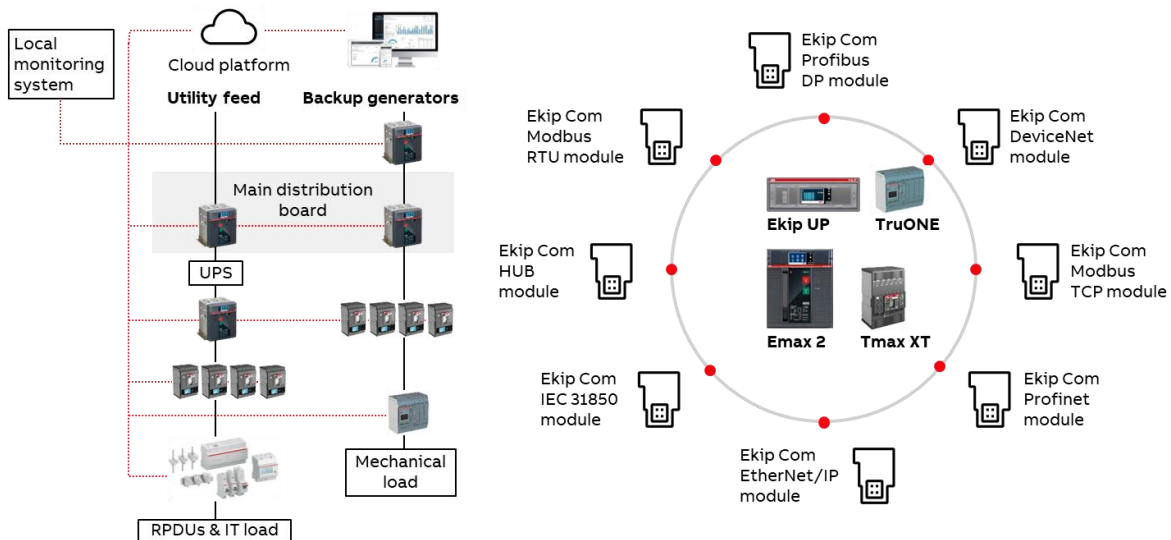 Local
monitoring
system
Cloud platform
Utility feed
Backup generators
Main distribution
board
UPS
Mechanical
load
RPDUs & IT load
Ekip Com
Profibus
DP module
Ekip Com
Modbus
RTU module
Ekip Com
DeviceNet
module
Ekip UP
TruONE
Ekip Com
HUB
module
Ekip Com
Modbus
TCP module
Emax 2
Tmax XT
Ekip Com
IEC 31850
module
Ekip Com
Profinet
module
Ekip Com
EtherNet/IP
module